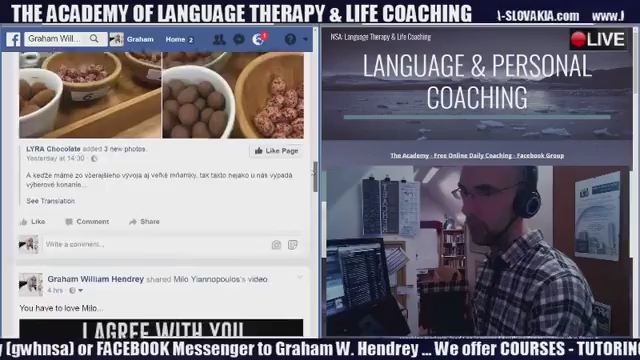 THE ACADEMY OF LANGUAGE THERAPY & LIFE COACHING
-SLOVAKIA.com
www.
Graham Will...
Graham
Home 2
LYRA Chocolate added 3 new photos.
Yesterday at 14:30
Like Page
A keďže máme zo včerajšieho vývoja aj veľké mňamky, tak takto nejako u nás vypadá
výberové konanie...
See Translation
Like
Comment
Share
Write a comment...
Graham William Hendrey shared Milo Yiannopoulos's video.
4 hrs
You have to love Milo...
I AGREE WITH YOU
NSA: Language Therapy & Life Coaching
LIVE
LANGUAGE & PERSONAL
COACHING
The Academy - Free Online Daily Coaching - Facebook Group
(gwhnsa) or FACEBOOK Messenger to Graham W. Hendrey ... We offer COURSES - TUTORIN